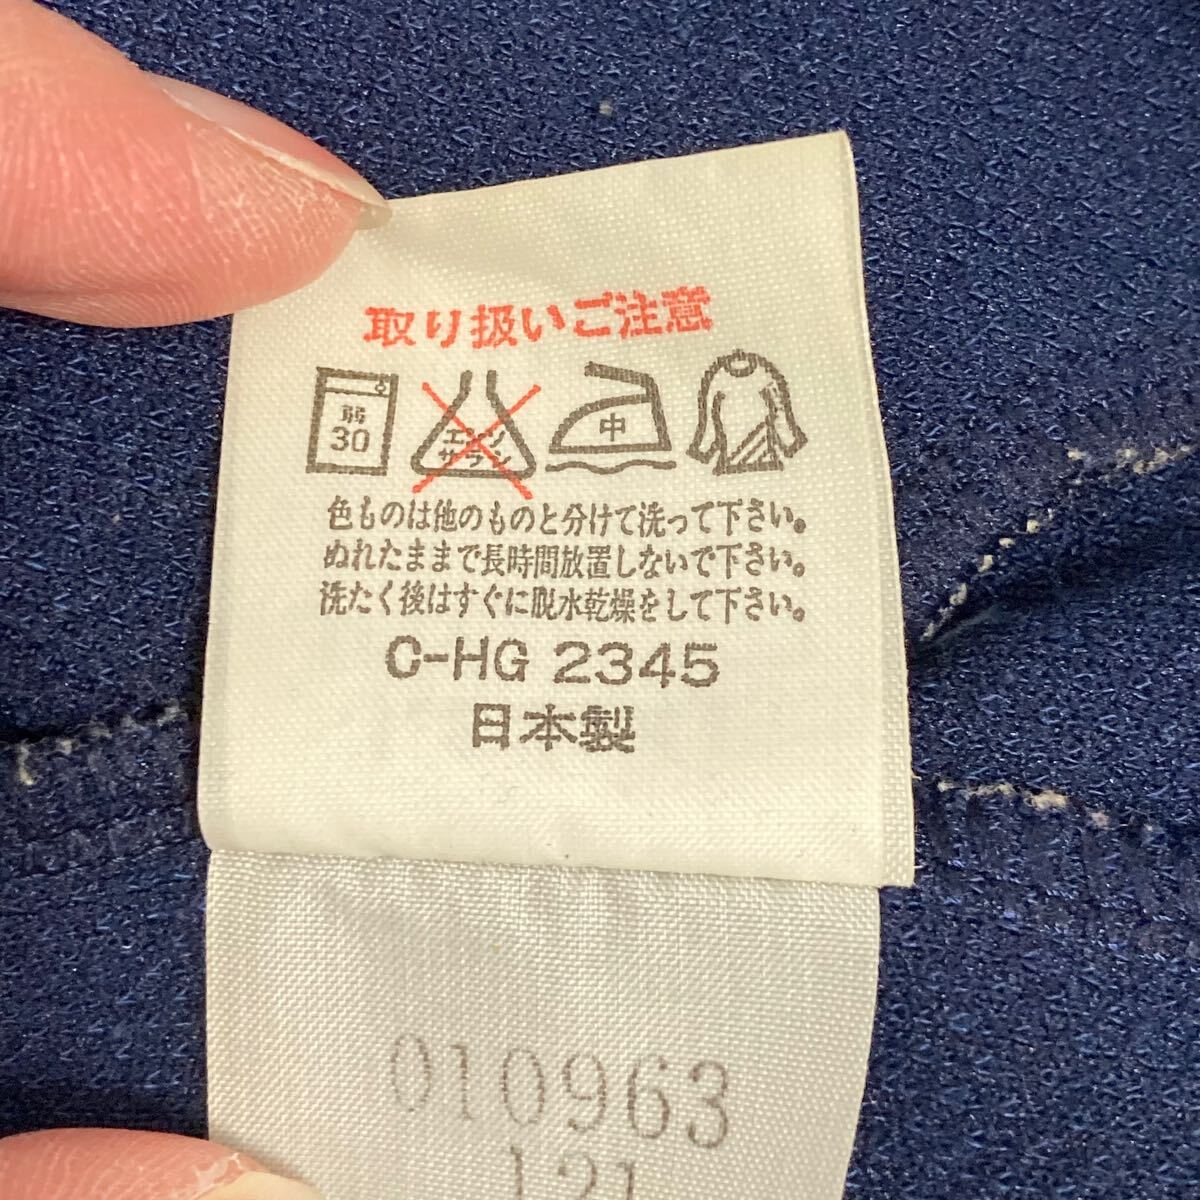 取り扱いご注意
弱
30
エンソ
サラシ
中
色ものは他のものと分けて洗って下さい。
ぬれたままで長時間放置しないで下さい。
洗たく後はすぐに脱水乾燥をして下さい。
C-HG 2345
日本製
010963
121